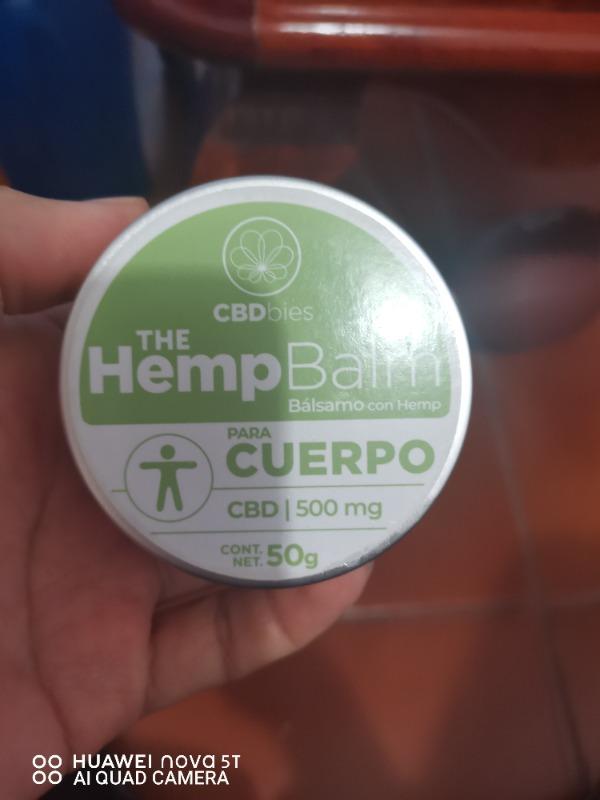 CBDbies
THE
HempBalm
Bálsamo con Hemp
PARA
CUERPO
CBD | 500 mg
CONT.
NET. 50g
HUAWEI nova 5T
AI QUAD CAMERA